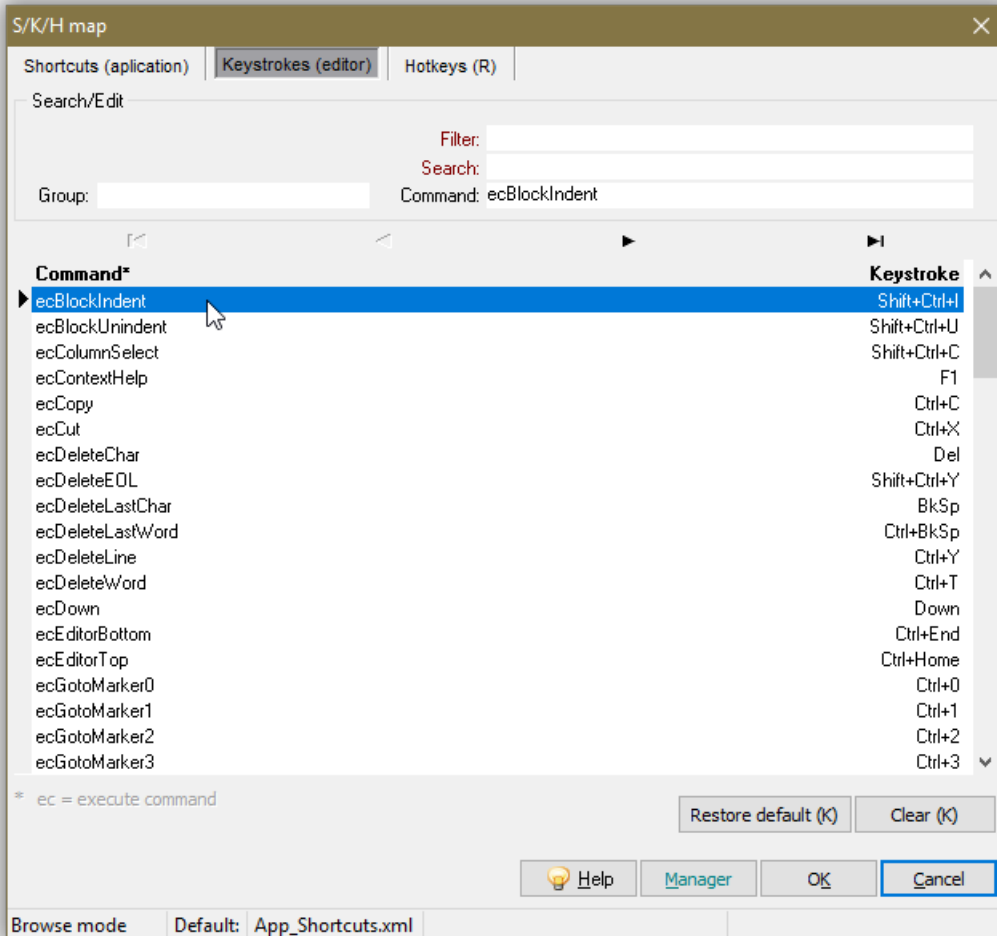 S/K/H map
Shortcuts (aplication) Keystrokes (editor) Hotkeys (R)
Search/Edit
Filter:
Search:
Group: Command: ecBlockIndent
Command* Keystroke
ecBlockIndent Shift+Ctrl+I
ecBlockUnindent Shift+Ctrl+U
ecColumnSelect Shift+Ctrl+C
ecContextHelp F1
ecCopy Ctrl+C
ecCut Ctrl+X
ecDeleteChar Del
ecDeleteEOL Shift+Ctrl+Y
ecDeleteLastChar BkSp
ecDeleteLastWord Ctrl+BkSp
ecDeleteLine Ctrl+Y
ecDeleteWord Ctrl+T
ecDown Down
ecEditorBottom Ctrl+End
ecEditorTop Ctrl+Home
ecGotoMarker0 Ctrl+0
ecGotoMarker1 Ctrl+1
ecGotoMarker2 Ctrl+2
ecGotoMarker3 Ctrl+3
* ec = execute command
Restore default (K) Clear (K)
Help Manager OK Cancel
Browse mode Default: App_Shortcuts.xml